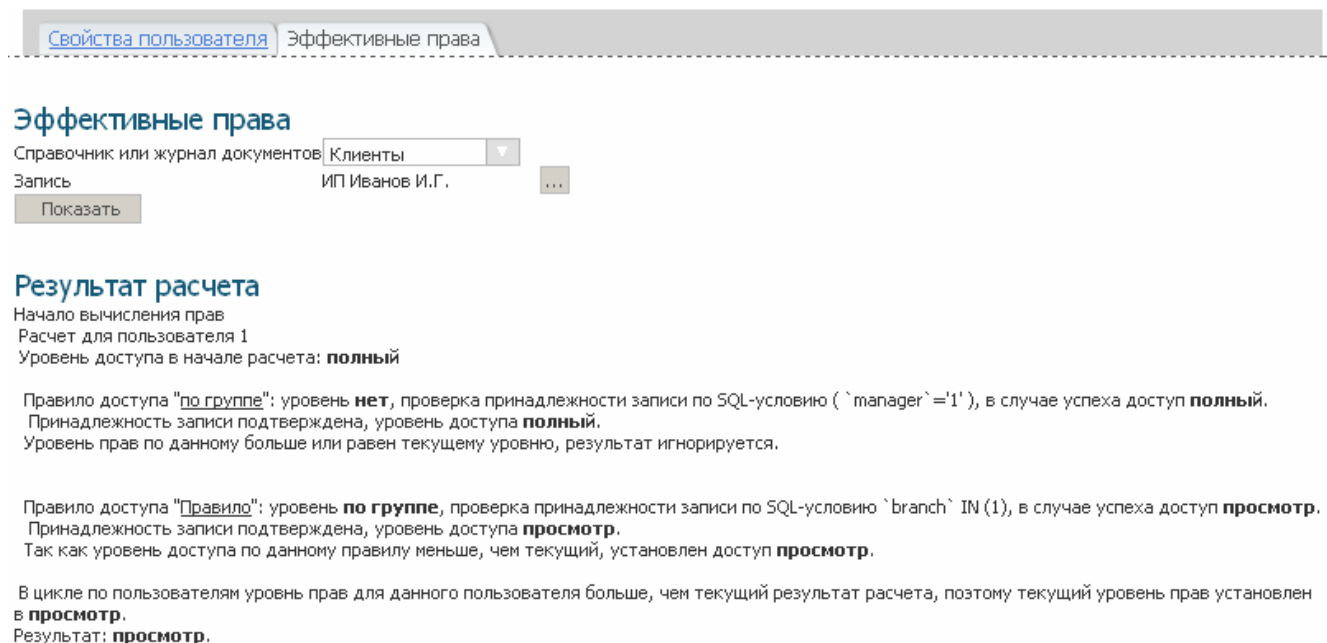 Свойства пользователя Эффективные права
Эффективные права
Справочник или журнал документов Клиенты
Запись ИП Иванов И.Г. ...
Показать
Результат расчета
Начало вычисления прав
Расчет для пользователя 1
Уровень доступа в начале расчета: полный
Правило доступа "по группе": уровень нет, проверка принадлежности записи по SQL-условию ( `manager`='1' ), в случае успеха доступ полный.
Принадлежность записи подтверждена, уровень доступа полный.
Уровень прав по данному больше или равен текущему уровню, результат игнорируется.
Правило доступа "Правило": уровень по группе, проверка принадлежности записи по SQL-условию `branch` IN (1), в случае успеха доступ просмотр.
Принадлежность записи подтверждена, уровень доступа просмотр.
Так как уровень доступа по данному правилу меньше, чем текущий, установлен доступ просмотр.
В цикле по пользователям уровнь прав для данного пользователя больше, чем текущий результат расчета, поэтому текущий уровень прав установлен
в просмотр.
Результат: просмотр.